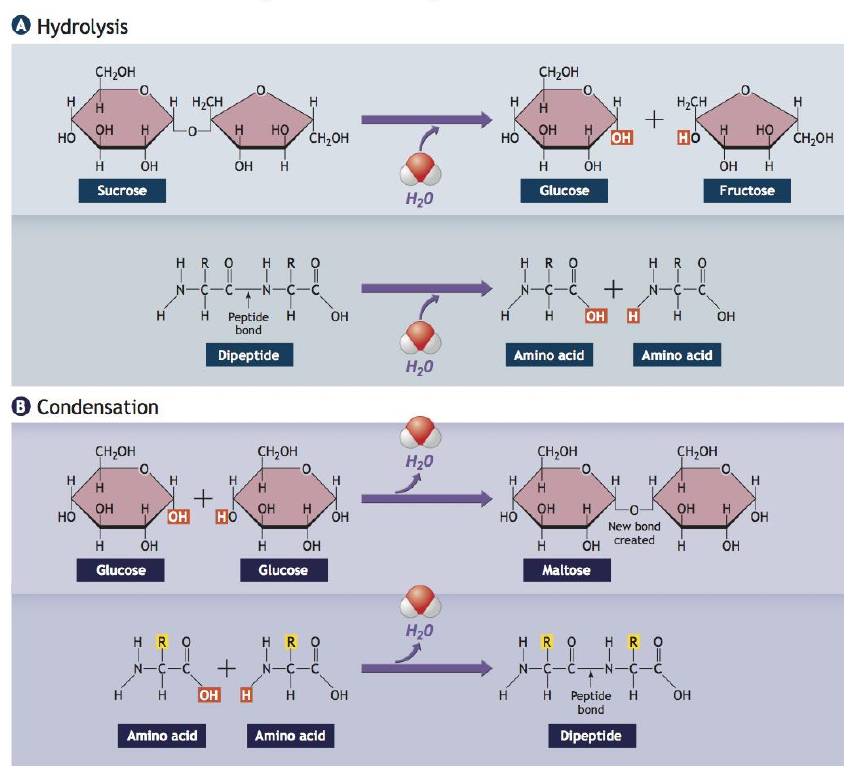 A Hydrolysis
CH₂OH
O
H
H
H
HO
OH
H
H
OH
O
H₂CH
O
H
H
HO
CH₂OH
OH
H
Sucrose
H₂O
CH₂OH
O
H
H
H
HO
OH
H
OH
H
OH
Glucose
+
H₂CH
O
H
HO
H
HO
CH₂OH
OH
H
Fructose
H R O H R O
N—C—C—N—C—C
H H Peptide H OH
bond
Dipeptide
H₂O
H R O
N—C—C
H H OH
Amino acid
+
H R O
N—C—C
H H OH
Amino acid
B Condensation
CH₂OH
O
H
H
H
HO
OH
H
OH
H
OH
Glucose
+
CH₂OH
O
H
H
H
HO
OH
H
OH
H
OH
Glucose
H₂O
CH₂OH
O
H
H
H
HO
OH
H
H
OH
O
New bond
created
CH₂OH
O
H
H
H
OH
H
OH
H
OH
Maltose
H R O
N—C—C
H H OH
Amino acid
+
H R O
N—C—C
H H OH
Amino acid
H₂O
H R O H R O
N—C—C—N—C—C
H H Peptide H OH
bond
Dipeptide